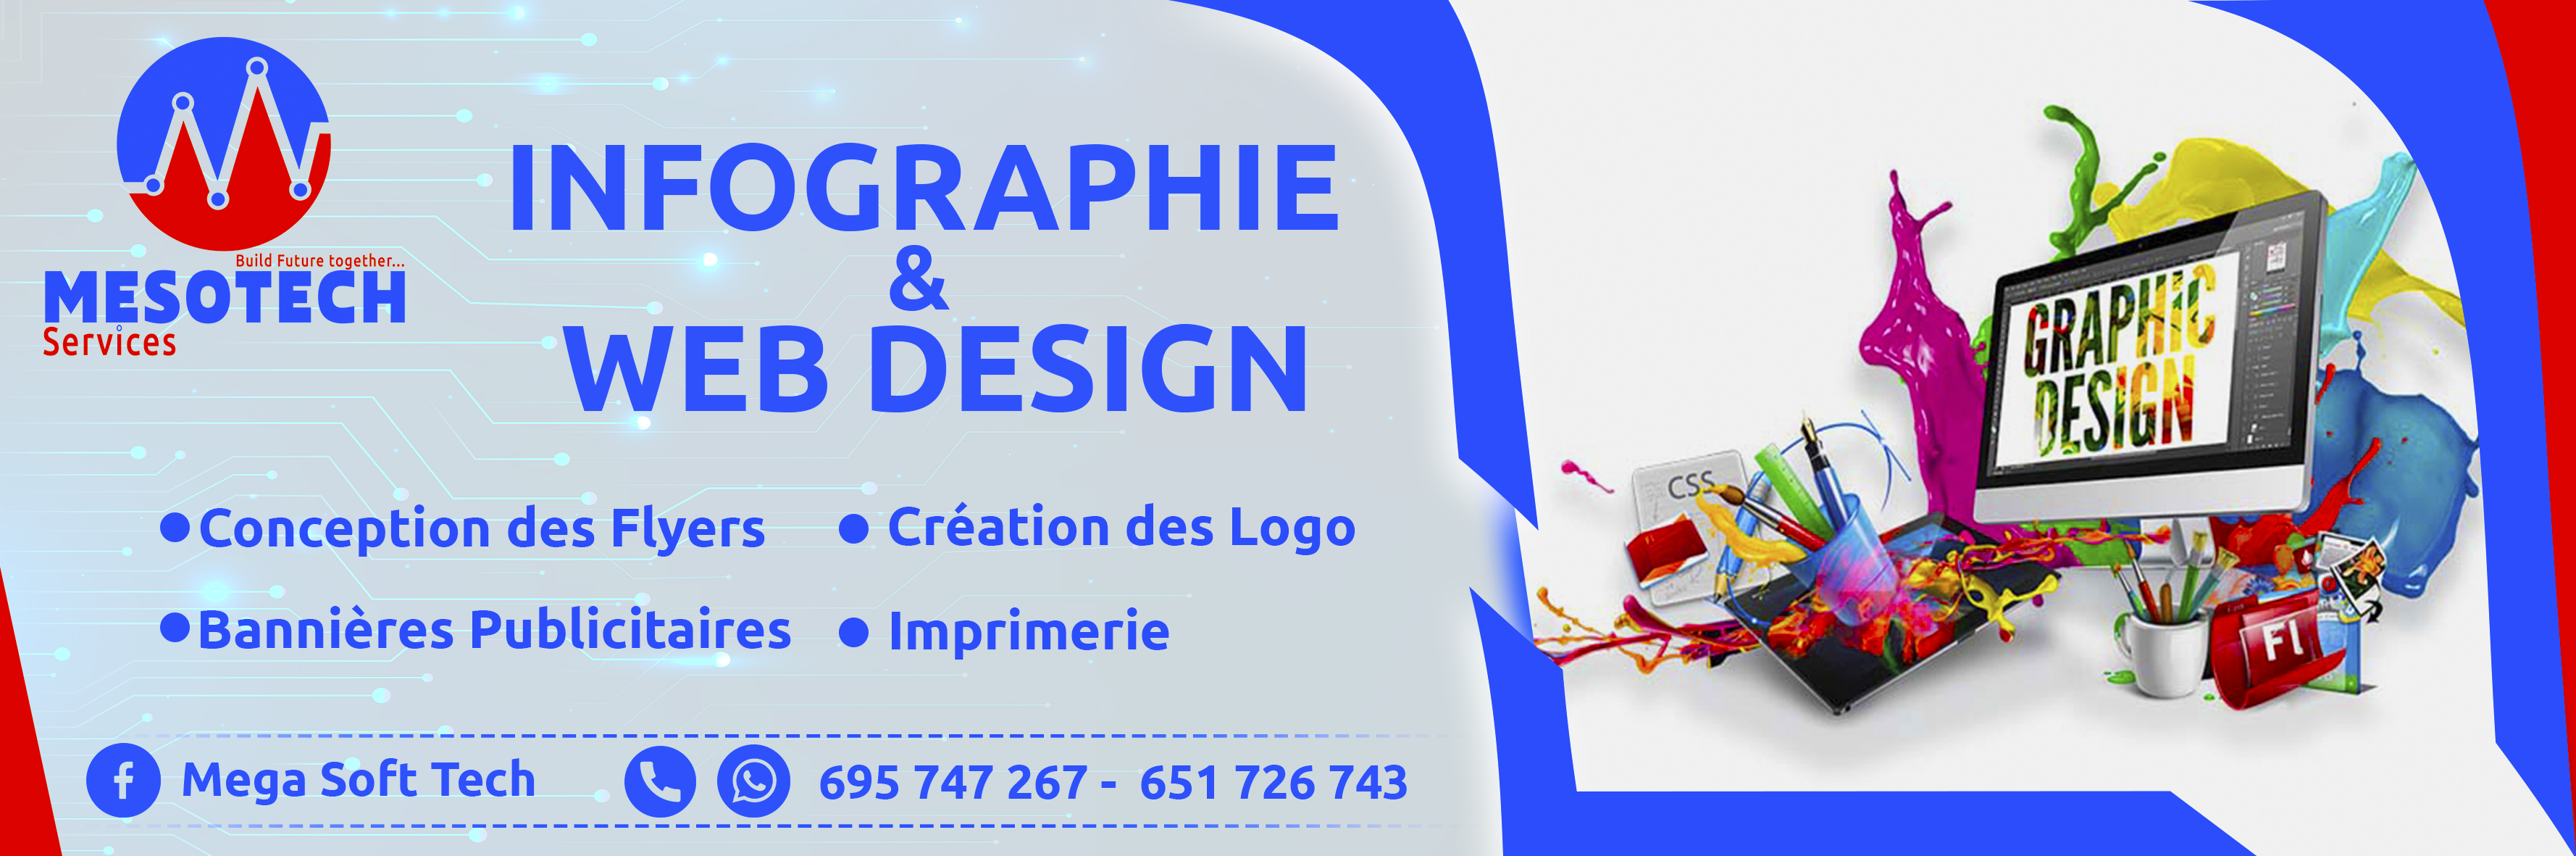 Build Future together...
MESOTECH
Services
INFOGRAPHIE
&
WEB DESIGN
Conception des Flyers
Création des Logo
Bannières Publicitaires
Imprimerie
Mega Soft Tech
695 747 267 - 651 726 743
GRAPHiC
DESIGN
CSS
Fl